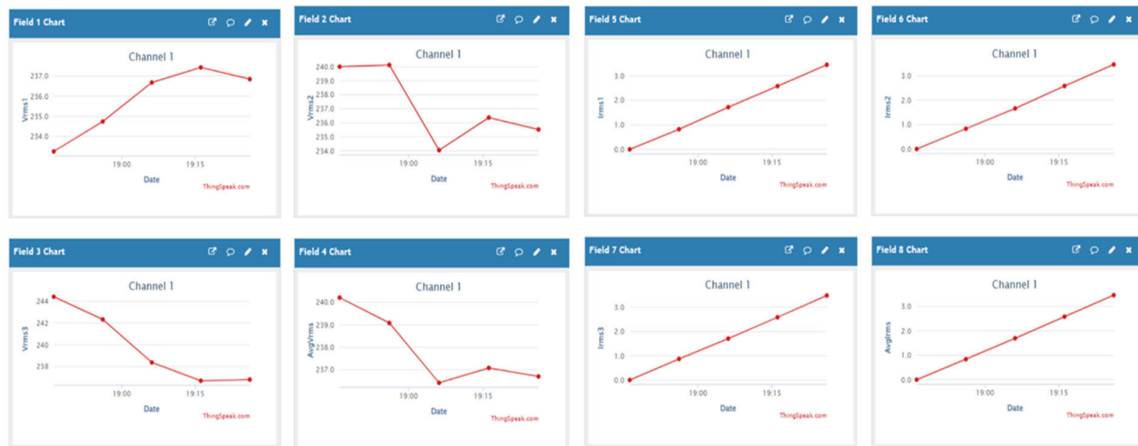 Field 1 Chart
Channel 1
Vrms1
237.0
236.0
235.0
234.0
19:00
19:15
Date
ThingSpeak.com
Field 2 Chart
Channel 1
Vrms2
240.0
239.0
238.0
237.0
236.0
235.0
234.0
19:00
19:15
Date
ThingSpeak.com
Field 5 Chart
Channel 1
Irms1
3.0
2.0
1.0
0.0
19:00
19:15
Date
ThingSpeak.com
Field 6 Chart
Channel 1
Irms2
3.0
2.0
1.0
0.0
19:00
19:15
Date
ThingSpeak.com
Field 3 Chart
Channel 1
Vrms3
244
242
240
238
19:00
19:15
Date
ThingSpeak.com
Field 4 Chart
Channel 1
AvgVrms
240.0
239.0
238.0
237.0
19:00
19:15
Date
ThingSpeak.com
Field 7 Chart
Channel 1
Irms3
3.0
2.0
1.0
0.0
19:00
19:15
Date
ThingSpeak.com
Field 8 Chart
Channel 1
AvgIrms
3.0
2.0
1.0
0.0
19:00
19:15
Date
ThingSpeak.com